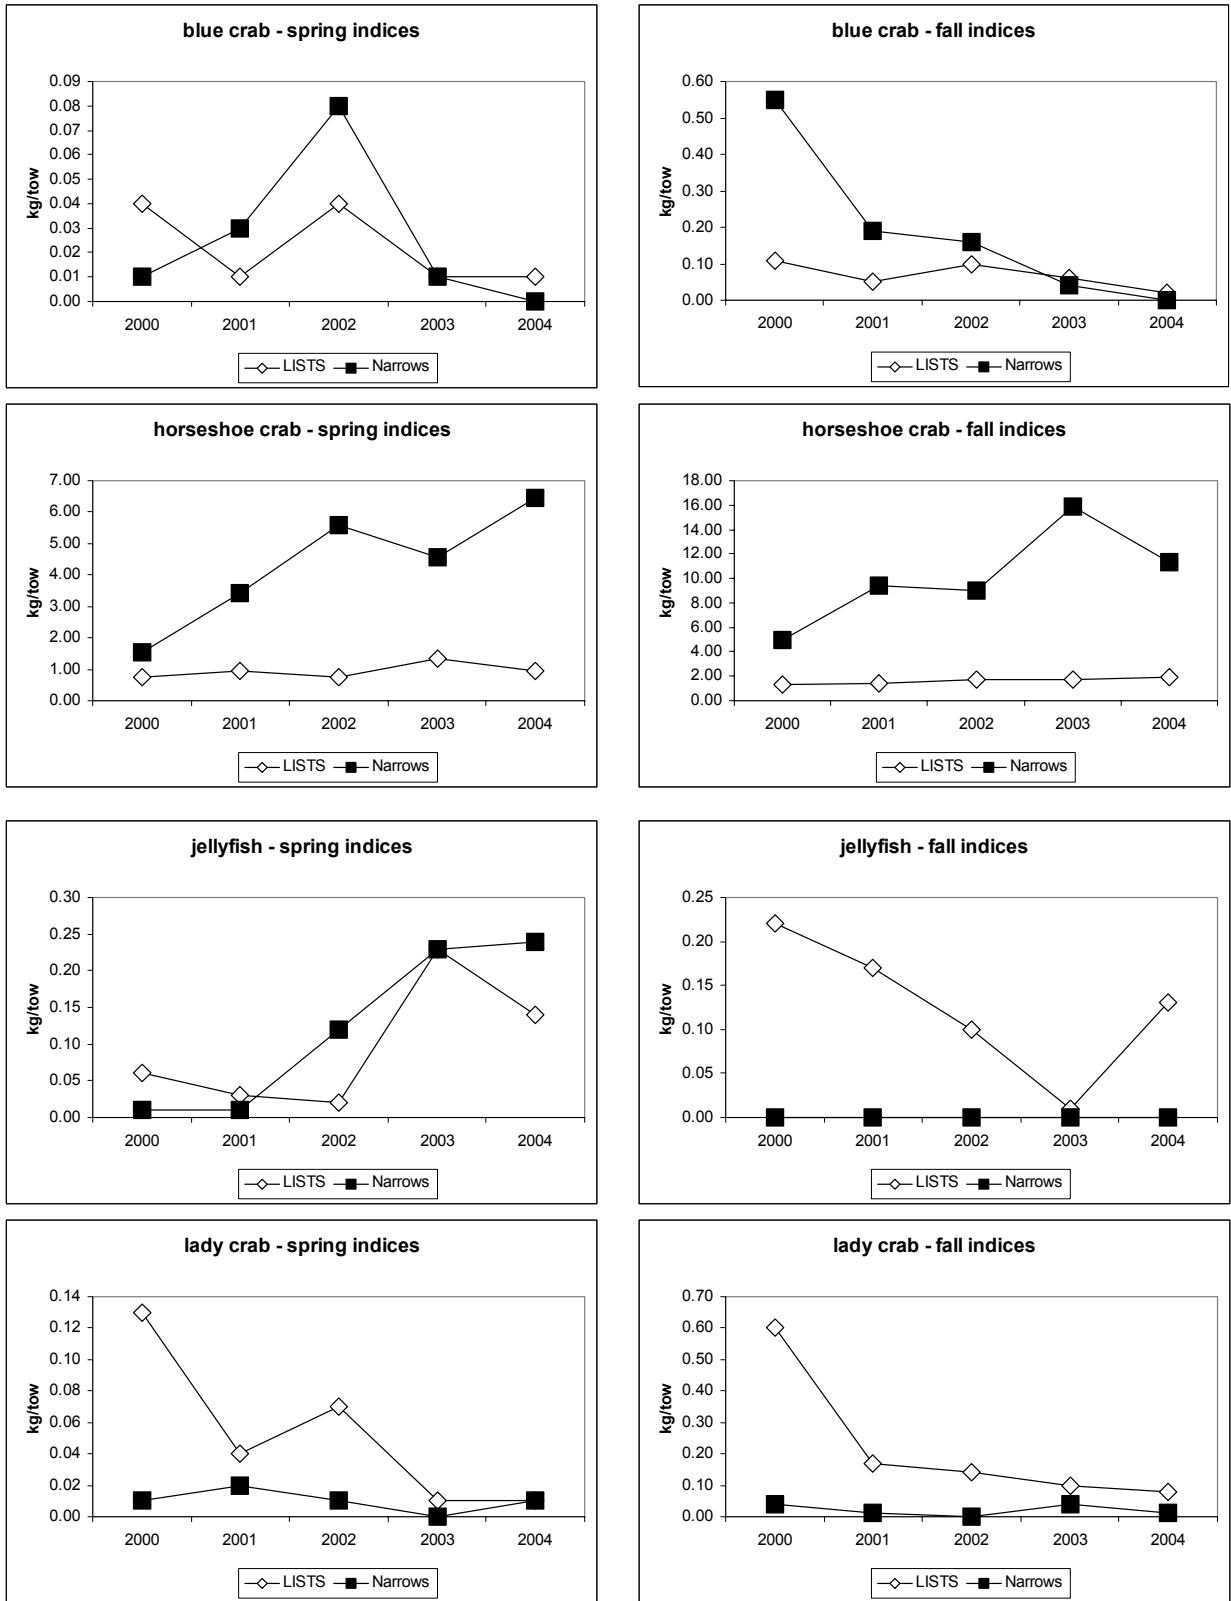 blue crab - spring indices
0.09
0.08
0.07
0.06
0.05
0.04
0.03
0.02
0.01
0.00
kg/tow
2000 2001 2002 2003 2004
LISTS Narrows
blue crab - fall indices
0.60
0.50
0.40
0.30
0.20
0.10
0.00
kg/tow
2000 2001 2002 2003 2004
LISTS Narrows
horseshoe crab - spring indices
7.00
6.00
5.00
4.00
3.00
2.00
1.00
0.00
kg/tow
2000 2001 2002 2003 2004
LISTS Narrows
horseshoe crab - fall indices
18.00
16.00
14.00
12.00
10.00
8.00
6.00
4.00
2.00
0.00
kg/tow
2000 2001 2002 2003 2004
LISTS Narrows
jellyfish - spring indices
0.30
0.25
0.20
0.15
0.10
0.05
0.00
kg/tow
2000 2001 2002 2003 2004
LISTS Narrows
jellyfish - fall indices
0.25
0.20
0.15
0.10
0.05
0.00
kg/tow
2000 2001 2002 2003 2004
LISTS Narrows
lady crab - spring indices
0.14
0.12
0.10
0.08
0.06
0.04
0.02
0.00
kg/tow
2000 2001 2002 2003 2004
LISTS Narrows
lady crab - fall indices
0.70
0.60
0.50
0.40
0.30
0.20
0.10
0.00
kg/tow
2000 2001 2002 2003 2004
LISTS Narrows